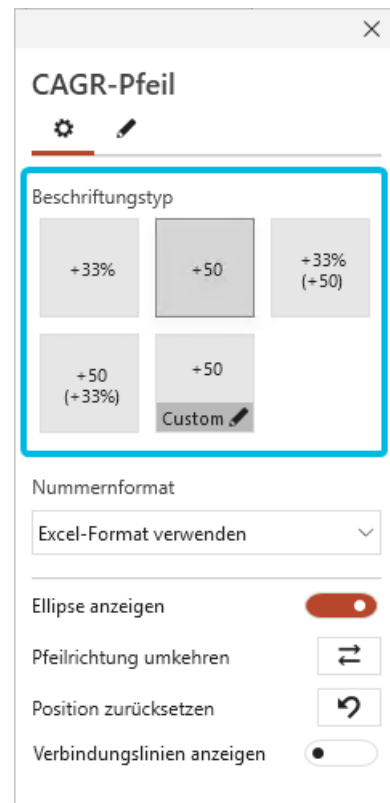 CAGR-Pfeil
Beschriftungstyp
+33%
+50
+33%
(+50)
+50
(+33%)
+50
Custom
Nummernformat
Excel-Format verwenden
Ellipse anzeigen
Pfeilrichtung umkehren
Position zurücksetzen
Verbindungslinien anzeigen